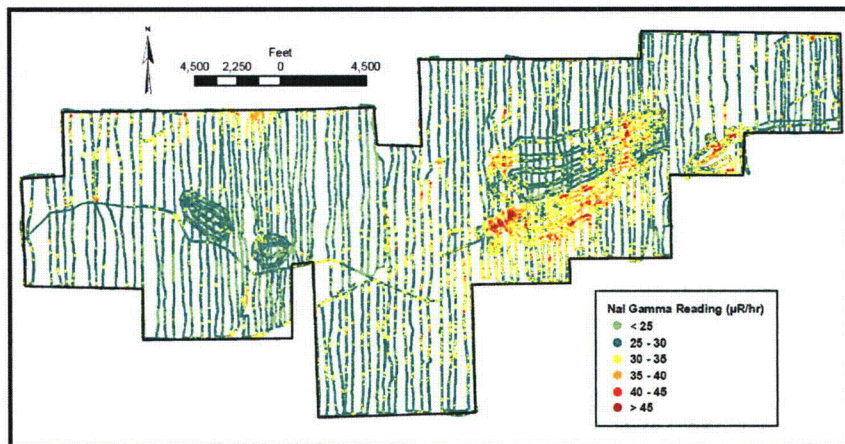 N
Feet
4,500 2,250 0 4,500
NaI Gamma Reading (µR/hr)
< 25
25 - 30
30 - 35
35 - 40
40 - 45
> 45